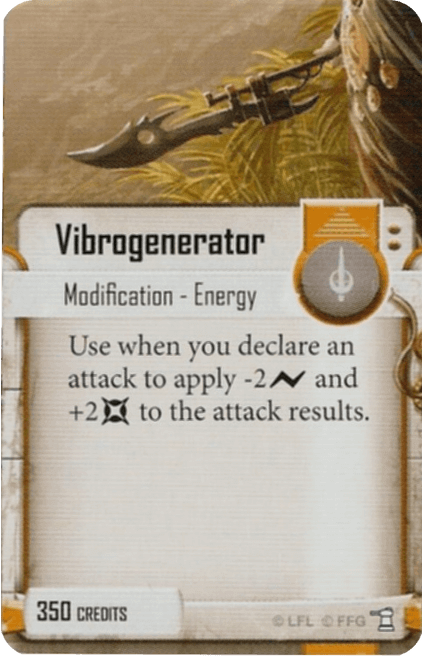 Vibrogenerator
Modification - Energy
Use when you declare an
attack to apply -2 and
+2 to the attack results.
350 CREDITS
© LFL © FFG